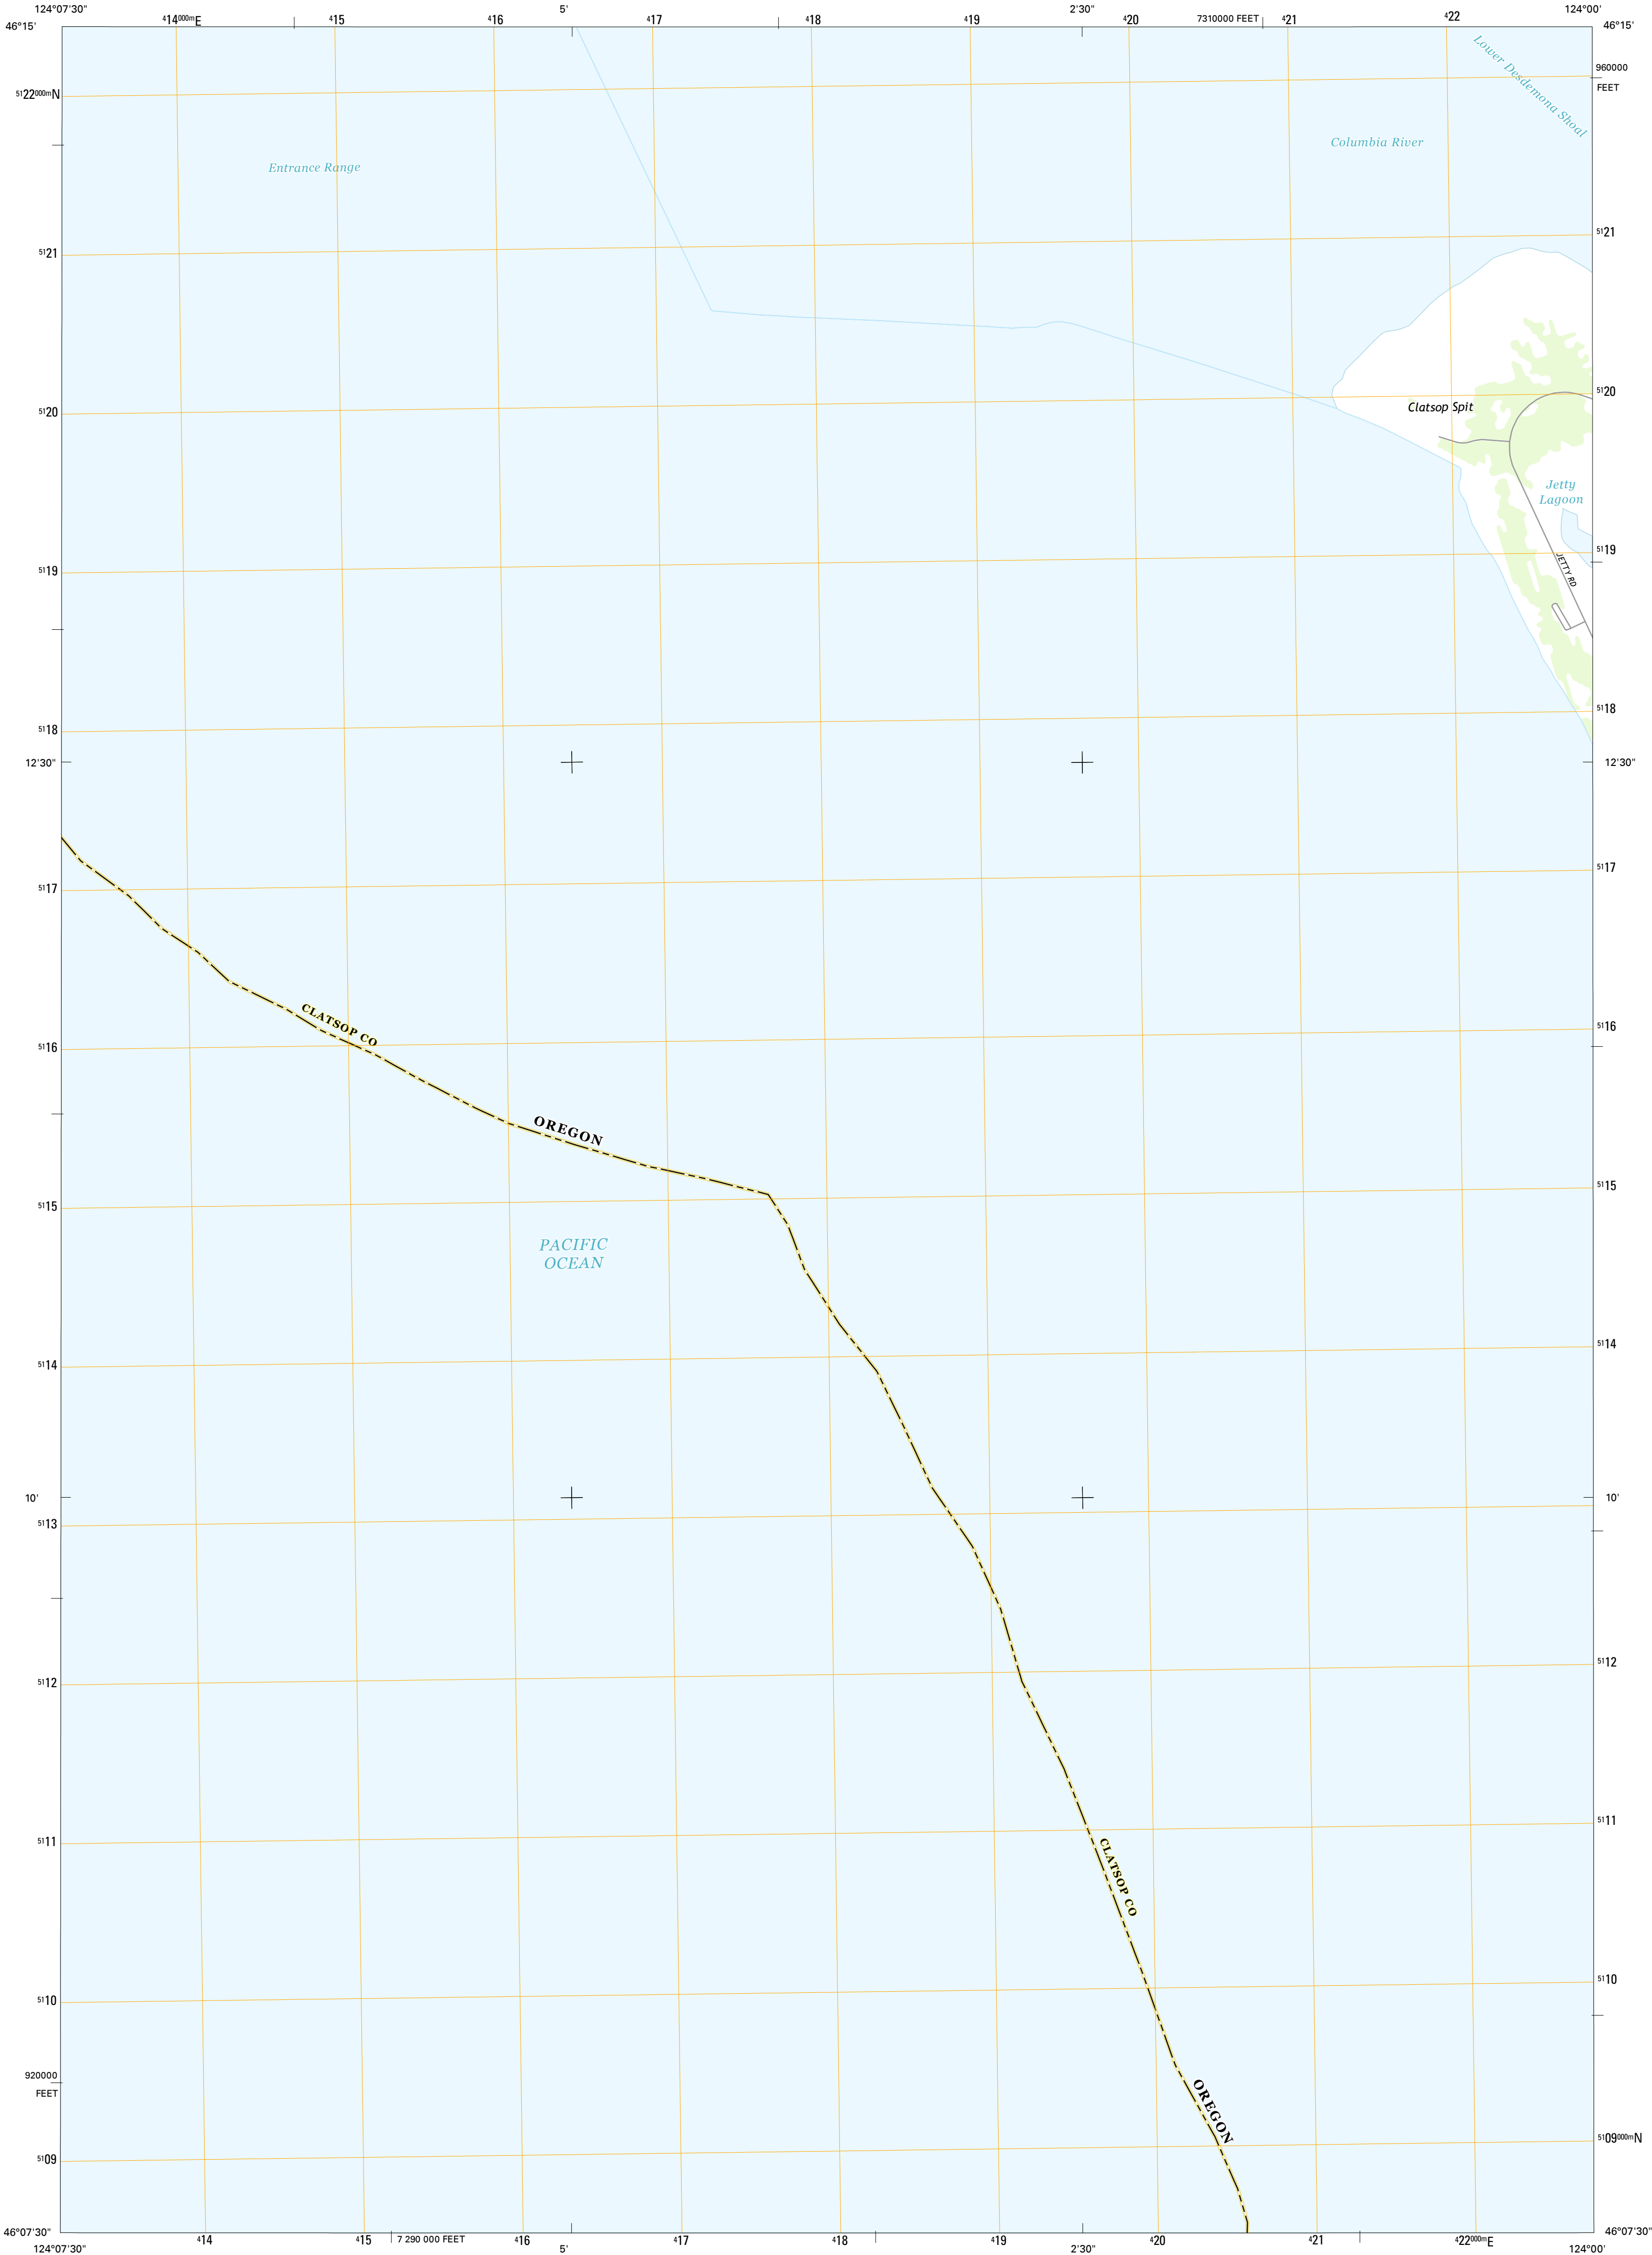 124°07'30" 5' 2'30" 124°00'
46°15' 414000mE 415 416 417 418 419 420 7310000 FEET 421 422 46°15'
Lower Desdemona Shoal
960000
FEET
5122000mN
Columbia River
Entrance Range
5121 5121
5120 5120
Clatsop Spit
Jetty
Lagoon
5119 5119
JETTY RD
5118 5118
12'30" 12'30"
5117 5117
CLATSOP CO
5116 5116
OREGON
5115 5115
PACIFIC
OCEAN
5114 5114
10' 10'
5113
5112 5112
5111 5111
CLATSOP CO
5110 5110
920000
FEET
OREGON
5109000mN
5109
46°07'30" 414 415 7 290 000 FEET 416 417 418 419 420 421 422000mE 46°07'30"
124°07'30" 5' 2'30" 124°00'